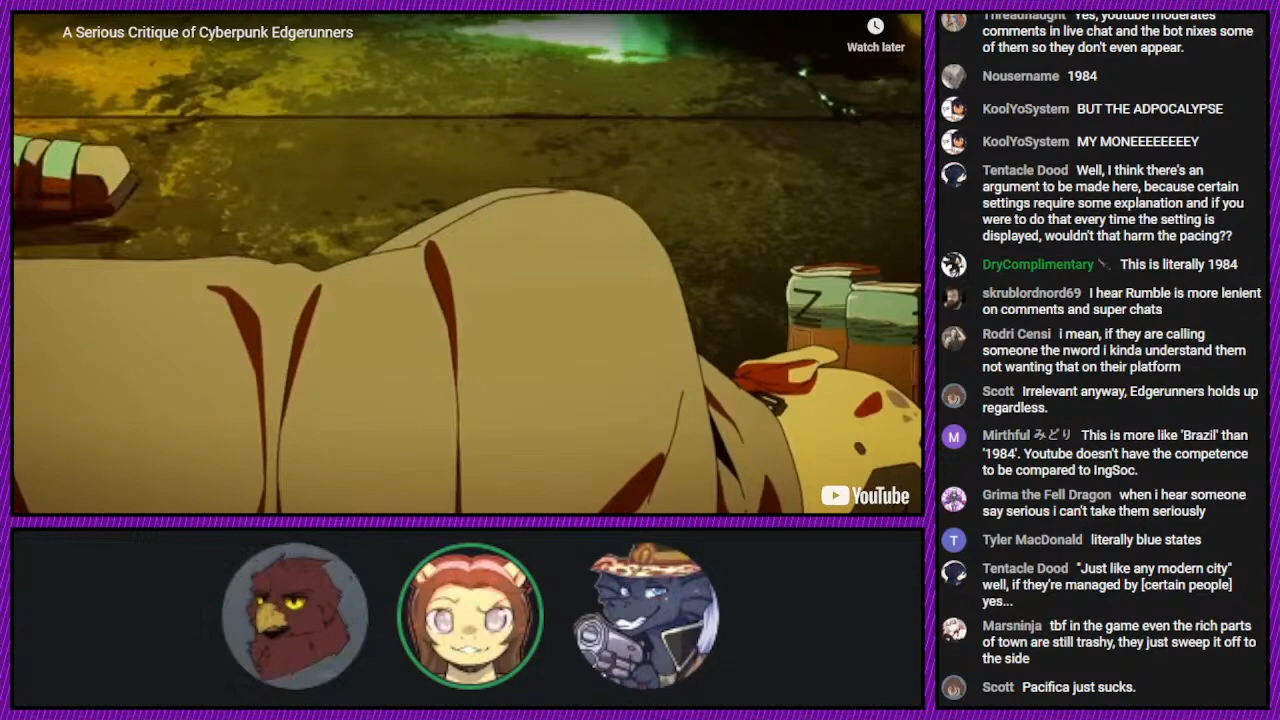 A Serious Critique of Cyberpunk Edgerunners
Watch later
Z
YouTube
Threadnaught Yes, youtube moderates
comments in live chat and the bot nixes some
of them so they don't even appear.
Nousername 1984
KoolYoSystem BUT THE ADPOCALYPSE
KoolYoSystem MY MONEEEEEEEEY
Tentacle Dood Well, I think there's an
argument to be made here, because certain
settings require some explanation and if you
were to do that every time the setting is
displayed, wouldn't that harm the pacing??
DryComplimentary This is literally 1984
skrublordnord69 I hear Rumble is more lenient
on comments and super chats
Rodri Censi i mean, if they are calling
someone the nword i kinda understand them
not wanting that on their platform
Scott Irrelevant anyway, Edgerunners holds up
regardless.
M
Mirthful みどり This is more like 'Brazil' than
'1984'. Youtube doesn't have the competence
to be compared to IngSoc.
Grima the Fell Dragon when i hear someone
say serious i can't take them seriously
T
Tyler MacDonald literally blue states
Tentacle Dood "Just like any modern city"
well, if they're managed by [certain people]
yes...
Marsninja tbf in the game even the rich parts
of town are still trashy, they just sweep it off to
the side
Scott Pacifica just sucks.